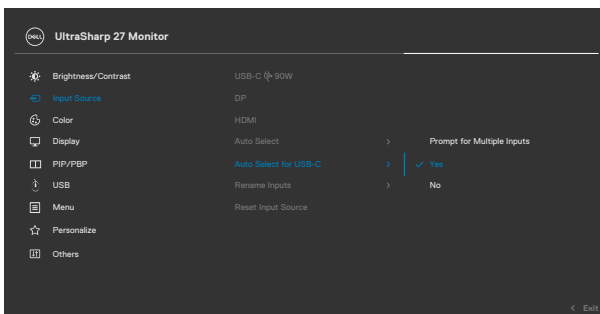 DELL
UltraSharp 27 Monitor
Brightness/Contrast
Input Source
Color
Display
PIP/PBP
USB
Menu
Personalize
Others
USB-C 90W
DP
HDMI
Auto Select
Auto Select for USB-C
Rename Inputs
Reset Input Source
Prompt for Multiple Inputs
Yes
No
Exit